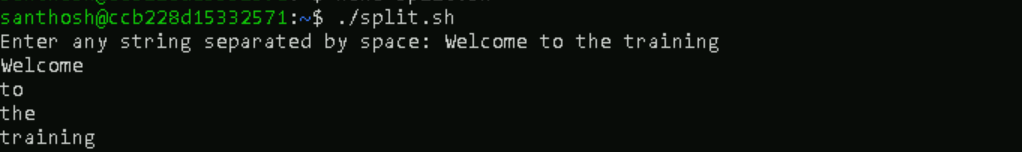 santhosh@ccb228d15332571:~$ ./split.sh
Enter any string separated by space: Welcome to the training
Welcome
to
the
training